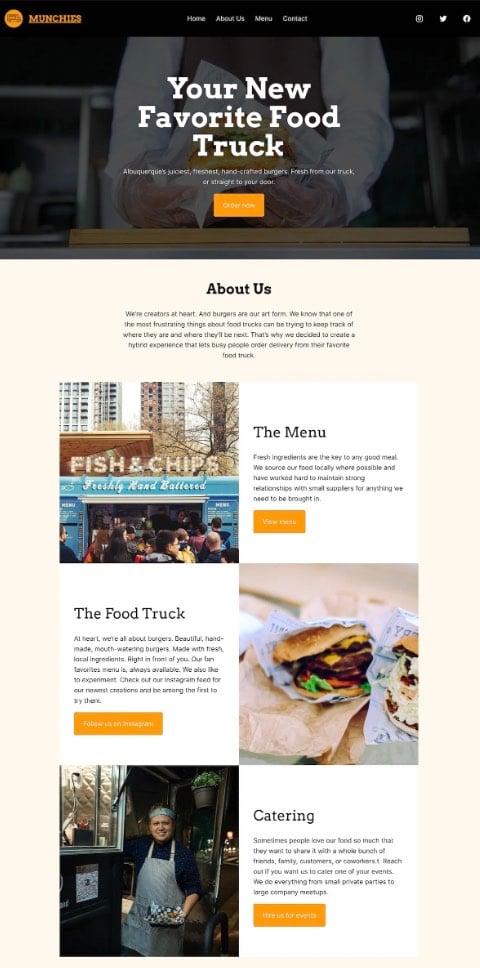 MUNCHIES
Home About Us Menu Contact
Your New
Favorite Food
Truck
Albuquerque's juiciest, freshest, hand-crafted burgers. Fresh from our truck,
or straight to your door.
Order now
About Us
We're creators at heart. And burgers are our art form. We know that one of
the most frustrating things about food trucks can be trying to keep track of
where they are and where they'll be next. That's why we decided to create a
hybrid experience that lets busy people order delivery from their favorite
food truck.
FISH & CHIPS
Freshly Hand Battered
MENU
MENU
The Menu
Fresh ingredients are the key to any good meal.
We source our food locally where possible and
have worked hard to maintain strong
relationships with small suppliers for anything we
need to be brought in.
View menu
The Food Truck
At heart, we're all about burgers. Beautiful, hand-
made, mouth-watering burgers. Made with fresh,
local ingredients. Right in front of you. Our fan
favorites menu is, always available. We also like
to experiment. Check out our Instagram feed for
our newest creations and be among the first to
try them.
Follow us on Instagram
Catering
Sometimes people love our food so much that
they want to share it with a whole bunch of
friends, family, customers, or coworkers.t. Reach
out if you want us to cater one of your events.
We do everything from small private parties to
large company meetups.
Hire us for events